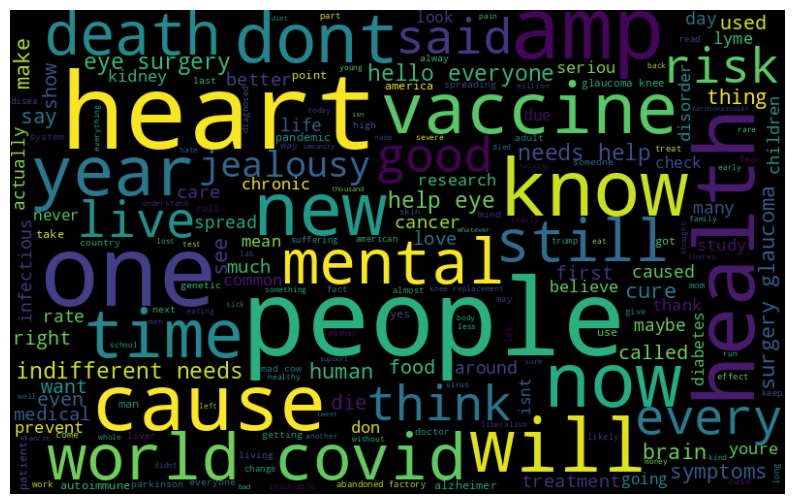 death
dont
said
amp
look
day
used
lyme
diet
part
pain
young
point
alway
back
read
make
show
eye surgery
kidney
better
hello everyone
seriou
risk
thing
disorder
children
say
heart
vaccine
america
spreading
million
glaucoma knee
cardiovascular
last
everything
diagnosed
life
today
pandemic
high
due
adult
isn
system
hate
way
immunity
name
severe
died
treat
rare
early
fear
family
actually
year
jealousy
good
needs help
check
many
health
chronic
research
someone
care
help eye
know
never
live
spread
new
cancer
skin
mind
really
talking
thought
theres
study
take
understand
call
thousand
whatever
country
lost
test
suffering
american
love
trump
eat
got
mom
infectious
one
see
mean
much
common
mental
still
first
caused
cure
believe
thank
surgery glaucoma
genetic
next
lab
sick
something
fact
almost
knee replacement
may
use
give
run
effect
keep
rate
right
time
people
maybe
called
diabetes
men
school
eating
mother
yes
body
less
left
support
sure
indifferent needs
human
food
around
now
want
even
medical
cause
man
mad cow
healthy
virus
tweet
die
think
isnt
every
prevent
well
left
don
doctor
liberalism
likely
brain
youre
kind
patients
worst
come
whole
liver
getting
another
without
world
covid
will
treatment
going
symptoms
money
case
long
work
didnt
living
change
autoimmune
bad
parkinson
everyone
incurable
abandoned factory
alzheimer